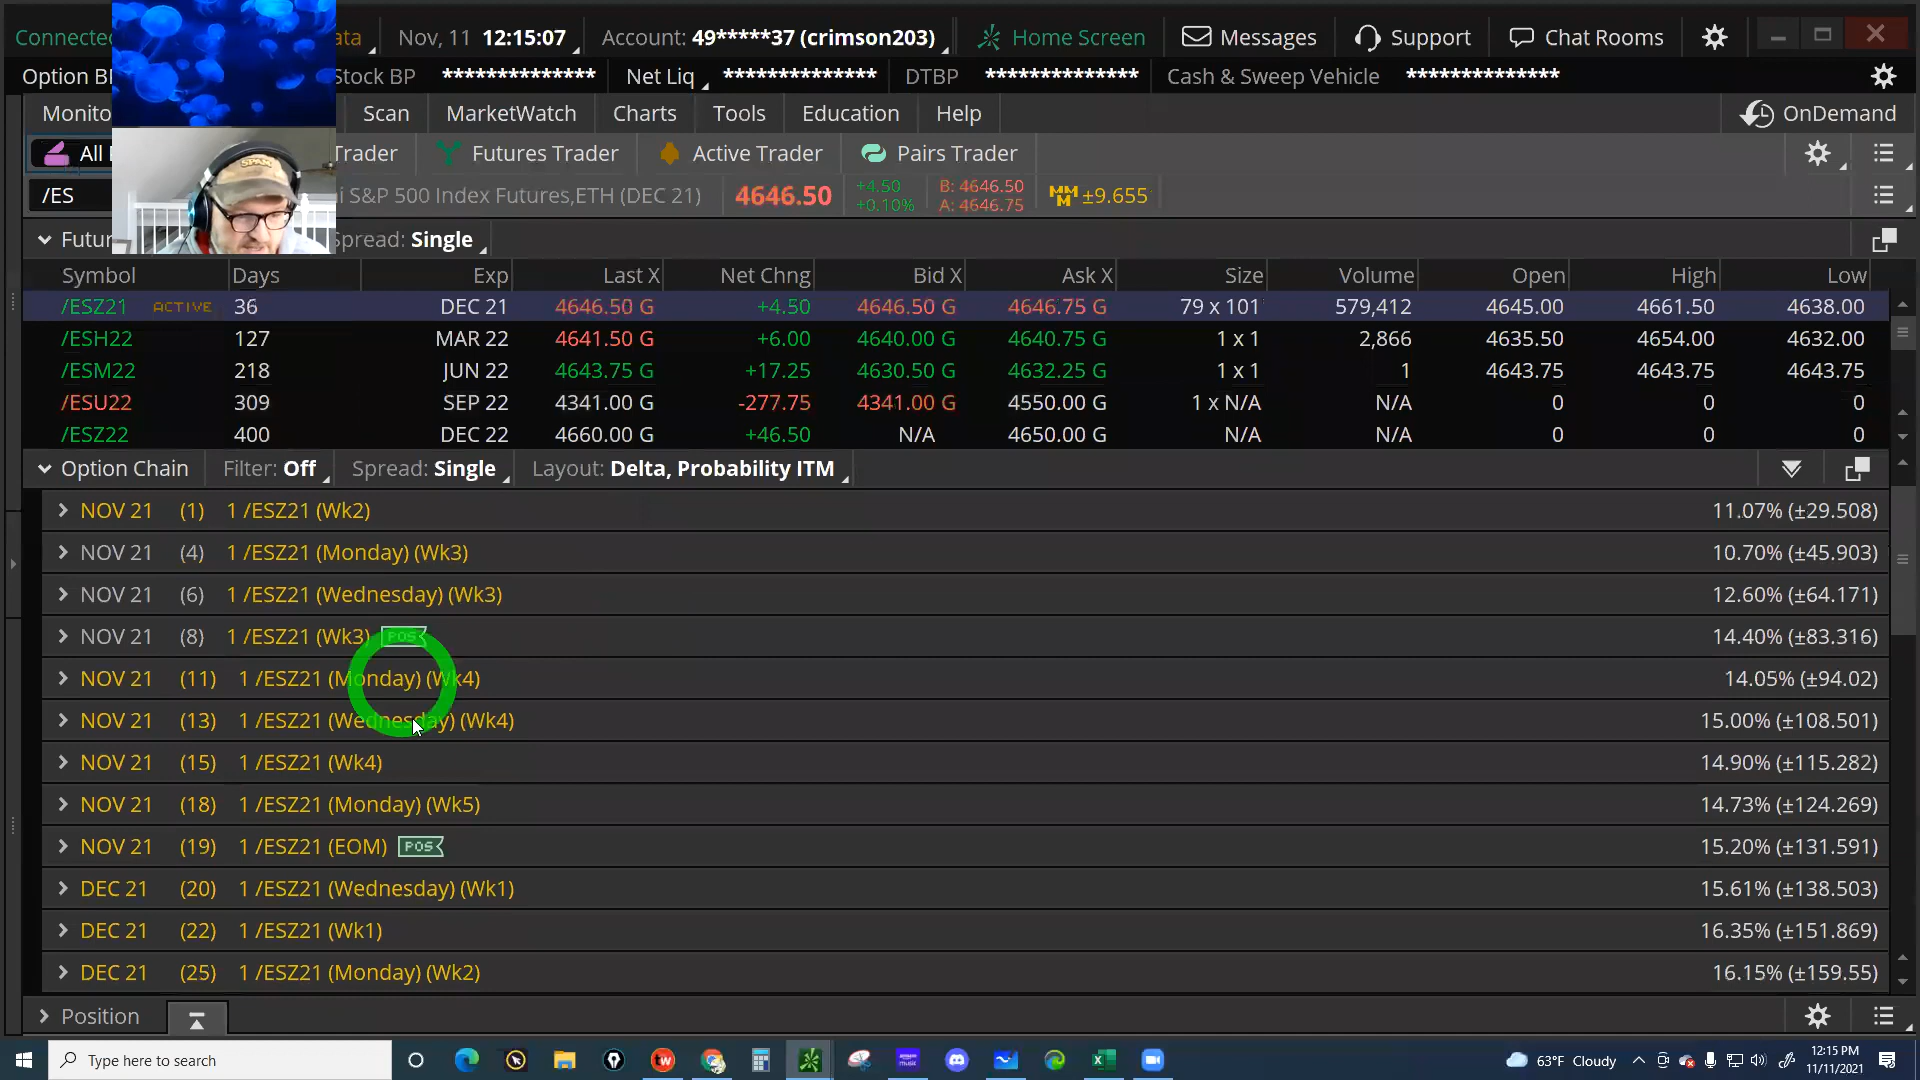 Connected
ata
Nov, 11 12:15:07
Account: 49*****37 (crimson203)
Home Screen
Messages
Support
Chat Rooms
Option BP
Stock BP **************
Net Liq **************
DTBP **************
Cash & Sweep Vehicle **************
Monito
Scan
MarketWatch
Charts
Tools
Education
Help
OnDemand
All
Trader
Futures Trader
Active Trader
Pairs Trader
/ES
i S&P 500 Index Futures,ETH (DEC 21)
4646.50
+4.50
+0.10%
B: 4646.50
A: 4646.75
MMM ±9.655
Futur
Spread: Single
Symbol Days Exp Last X Net Chng Bid X Ask X Size Volume Open High Low
/ESZ21 ACTIVE 36 DEC 21 4646.50 G +4.50 4646.50 G 4646.75 G 79 x 101 579,412 4645.00 4661.50 4638.00
/ESH22 127 MAR 22 4641.50 G +6.00 4640.00 G 4640.75 G 1 x 1 2,866 4635.50 4654.00 4632.00
/ESM22 218 JUN 22 4643.75 G +17.25 4630.50 G 4632.25 G 1 x 1 1 4643.75 4643.75 4643.75
/ESU22 309 SEP 22 4341.00 G -277.75 4341.00 G 4550.00 G 1 x N/A N/A 0 0 0
/ESZ22 400 DEC 22 4660.00 G +46.50 N/A 4650.00 G N/A N/A 0 0 0
Option Chain Filter: Off Spread: Single Layout: Delta, Probability ITM
NOV 21 (1) 1 /ESZ21 (Wk2) 11.07% (±29.508)
NOV 21 (4) 1 /ESZ21 (Monday) (Wk3) 10.70% (±45.903)
NOV 21 (6) 1 /ESZ21 (Wednesday) (Wk3) 12.60% (±64.171)
NOV 21 (8) 1 /ESZ21 (Wk3) POS 14.40% (±83.316)
NOV 21 (11) 1 /ESZ21 (Monday) (Wk4) 14.05% (±94.02)
NOV 21 (13) 1 /ESZ21 (Wednesday) (Wk4) 15.00% (±108.501)
NOV 21 (15) 1 /ESZ21 (Wk4) 14.90% (±115.282)
NOV 21 (18) 1 /ESZ21 (Monday) (Wk5) 14.73% (±124.269)
NOV 21 (19) 1 /ESZ21 (EOM) POS 15.20% (±131.591)
DEC 21 (20) 1 /ESZ21 (Wednesday) (Wk1) 15.61% (±138.503)
DEC 21 (22) 1 /ESZ21 (Wk1) 16.35% (±151.869)
DEC 21 (25) 1 /ESZ21 (Monday) (Wk2) 16.15% (±159.55)
Position
Type here to search
63°F Cloudy
12:15 PM
11/11/2021